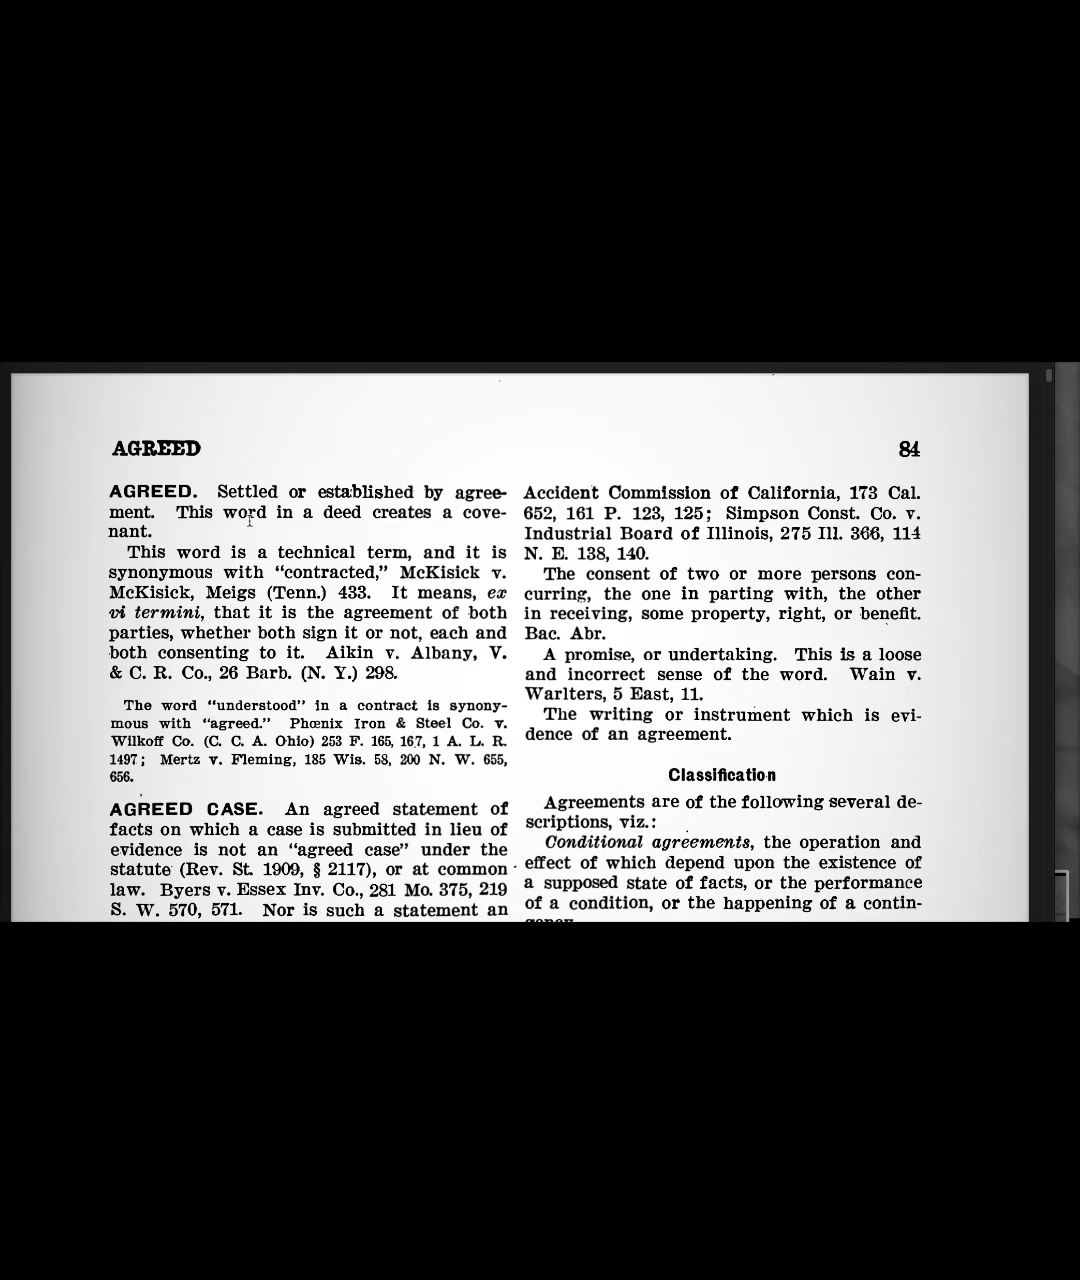 AGREED
84
AGREED. Settled or established by agree-
ment. This word in a deed creates a cove-
nant.
This word is a technical term, and it is
synonymous with “contracted,” McKisick v.
McKisick, Meigs (Tenn.) 433. It means, ex
vi termini, that it is the agreement of both
parties, whether both sign it or not, each and
both consenting to it. Aikin v. Albany, V.
& C. R. Co., 26 Barb. (N. Y.) 298.
The word “understood” in a contract is synony-
mous with “agreed.” Phœnix Iron & Steel Co. v.
Wilkoff Co. (C. C. A. Ohio) 253 F. 165, 167, 1 A. L. R.
1497; Mertz v. Fleming, 185 Wis. 58, 200 N. W. 655,
656.
AGREED CASE. An agreed statement of
facts on which a case is submitted in lieu of
evidence is not an “agreed case” under the
statute (Rev. St. 1909, § 2117), or at common
law. Byers v. Essex Inv. Co., 281 Mo. 375, 219
S. W. 570, 571. Nor is such a statement an
Accident Commission of California, 173 Cal.
652, 161 P. 123, 125; Simpson Const. Co. v.
Industrial Board of Illinois, 275 Ill. 366, 114
N. E. 138, 140.
The consent of two or more persons con-
curring, the one in parting with, the other
in receiving, some property, right, or benefit.
Bac. Abr.
A promise, or undertaking. This is a loose
and incorrect sense of the word. Wain v.
Warlters, 5 East, 11.
The writing or instrument which is evi-
dence of an agreement.
Classification
Agreements are of the following several de-
scriptions, viz.:
Conditional agreements, the operation and
effect of which depend upon the existence of
a supposed state of facts, or the performance
of a condition, or the happening of a contin-